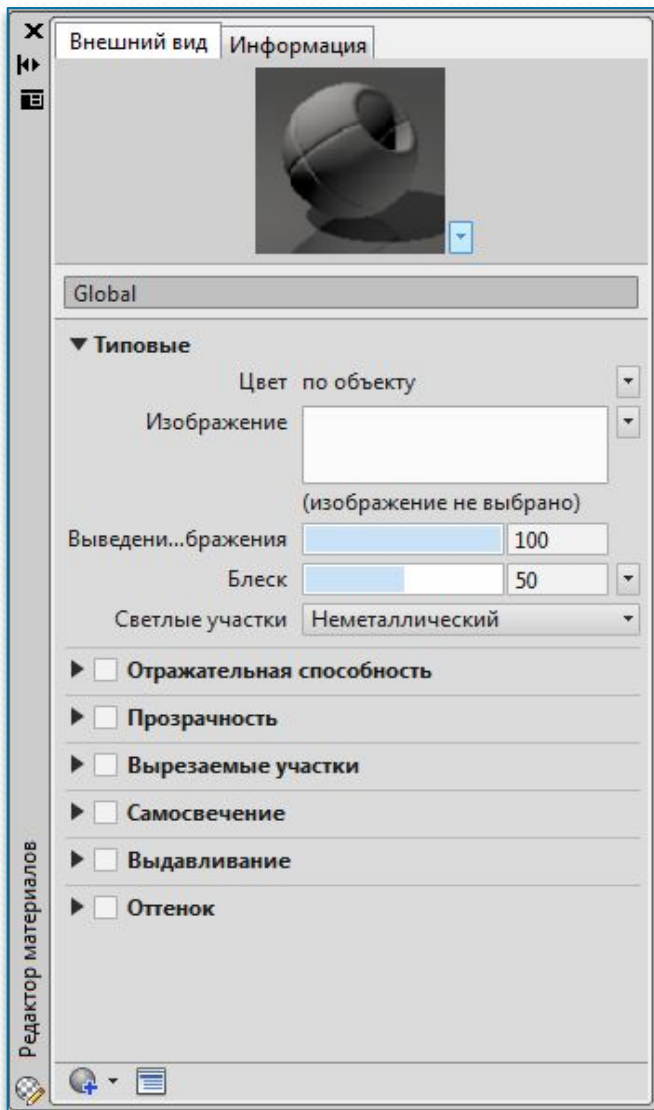 Внешний вид
Информация
Global
Типовые
Цвет по объекту
Изображение
(изображение не выбрано)
Выведени...бражения 100
Блеск 50
Светлые участки Неметаллический
Отражательная способность
Прозрачность
Вырезаемые участки
Самосвечение
Выдавливание
Оттенок
Редактор материалов